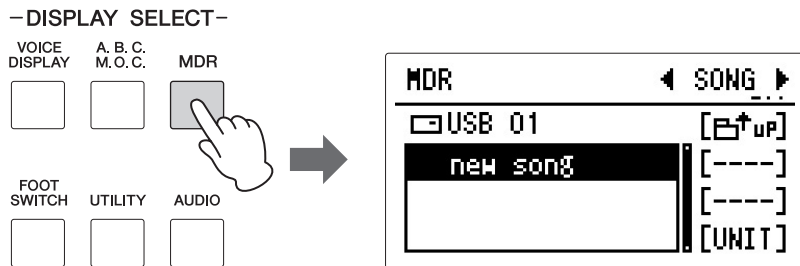 -DISPLAY SELECT-
VOICE DISPLAY
A. B. C. M. O. C.
MDR
FOOT SWITCH
UTILITY
AUDIO
MDR
SONG
USB 01
[UP]
new song
[----]
[----]
[UNIT]